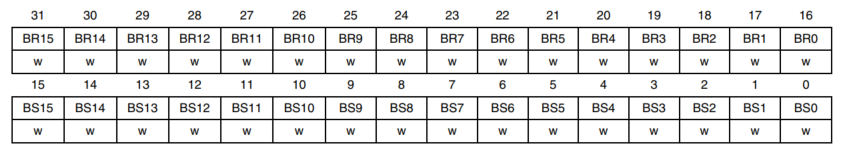 31 30 29 28 27 26 25 24 23 22 21 20 19 18 17 16
BR15 BR14 BR13 BR12 BR11 BR10 BR9 BR8 BR7 BR6 BR5 BR4 BR3 BR2 BR1 BR0
w w w w w w w w w w w w w w w w
15 14 13 12 11 10 9 8 7 6 5 4 3 2 1 0
BS15 BS14 BS13 BS12 BS11 BS10 BS9 BS8 BS7 BS6 BS5 BS4 BS3 BS2 BS1 BS0
w w w w w w w w w w w w w w w w